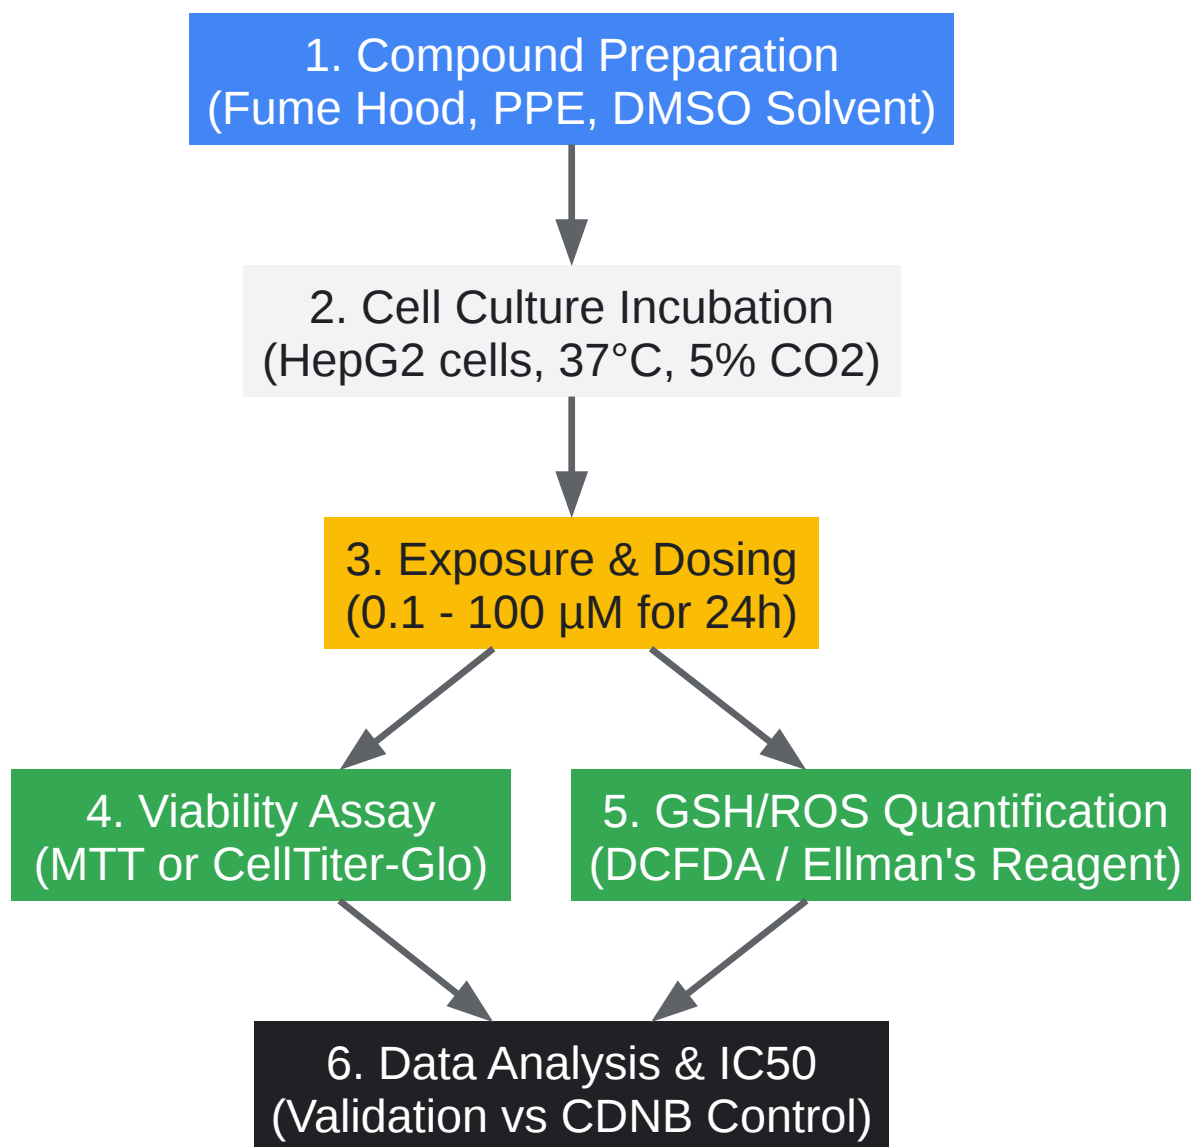 1. Compound Preparation
(Fume Hood, PPE, DMSO Solvent)
2. Cell Culture Incubation
(HepG2 cells, 37°C, 5% CO2)
3. Exposure & Dosing
(0.1 - 100 µM for 24h)
4. Viability Assay
(MTT or CellTiter-Glo)
5. GSH/ROS Quantification
(DCFDA / Ellman's Reagent)
6. Data Analysis & IC50
(Validation vs CDNB Control)